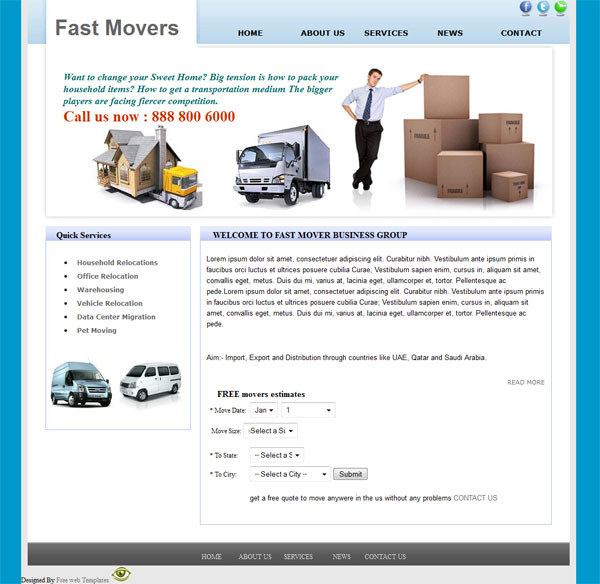 Fast Movers
HOME ABOUT US SERVICES NEWS CONTACT
Want to change your Sweet Home? Big tension is how to pack your
household items? How to get a transportation medium The bigger
players are facing fiercer competition.
Call us now : 888 800 6000
Quick Services
Household Relocations
Office Relocation
Warehousing
Vehicle Relocation
Data Center Migration
Pet Moving
WELCOME TO FAST MOVER BUSINESS GROUP
Lorem ipsum dolor sit amet, consectetuer adipiscing elit. Curabitur nibh. Vestibulum ante ipsum primis in
faucibus orci luctus et ultrices posuere cubilia Curae; Vestibulum sapien enim, cursus in, aliquam sit amet,
convallis eget, metus. Duis dui mi, varius at, lacinia eget, ullamcorper et, tortor. Pellentesque ac
pede.Lorem ipsum dolor sit amet, consectetuer adipiscing elit. Curabitur nibh. Vestibulum ante ipsum primis
in faucibus orci luctus et ultrices posuere cubilia Curae; Vestibulum sapien enim, cursus in, aliquam sit
amet, convallis eget, metus. Duis dui mi, varius at, lacinia eget, ullamcorper et, tortor. Pellentesque ac
pede.
Aim:- Import, Export and Distribution through countries like UAE, Qatar and Saudi Arabia.
READ MORE
FREE movers estimates
* Move Date: Jan 1
Move Size: -Select a Si
* To State: -- Select a S
* To City: -- Select a City -- Submit
get a free quote to move anywere in the us without any problems CONTACT US
HOME ABOUT US SERVICES NEWS CONTACT US
Designed By Free web Templates